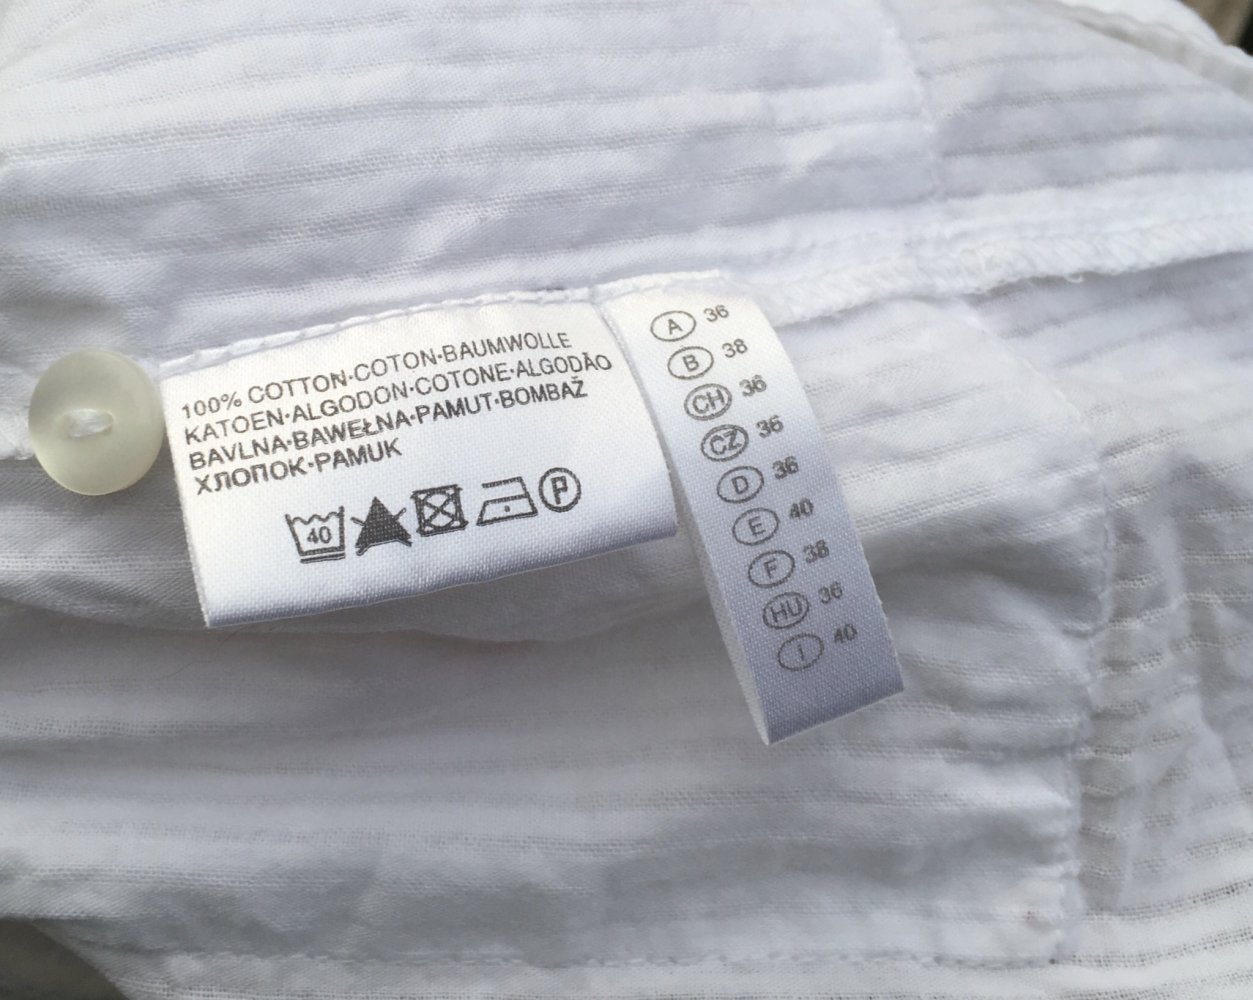 100% COTTON·COTON·BAUMWOLLE
KATOEN·ALGODON·COTONE·ALGODÃO
BAVLNA·BAWEŁNA·PAMUT·BOMBAŽ
ХЛОПОК·PAMUK
40 P
A 36
B 38
CH 36
CZ 36
D 36
E 40
F 38
HU 36
I 40